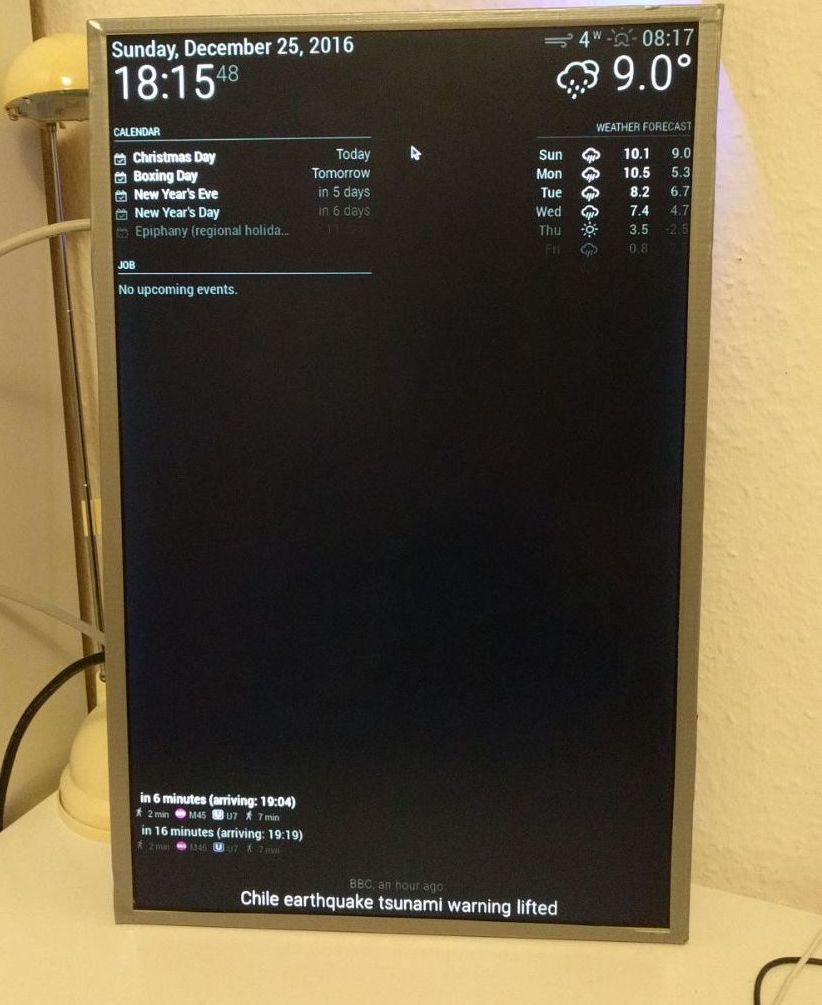 Sunday, December 25, 2016
18:15 48
4 W 08:17
9.0°
CALENDAR
Christmas Day Today
Boxing Day Tomorrow
New Year's Eve in 5 days
New Year's Day in 6 days
Epiphany (regional holida...
JOB
No upcoming events.
WEATHER FORECAST
Sun 10.1 9.0
Mon 10.5 5.3
Tue 8.2 6.7
Wed 7.4 4.7
Thu 3.5 -2.5
Fri 0.8
in 6 minutes (arriving: 19:04)
2 min M45 U U7 7 min
in 16 minutes (arriving: 19:19)
2 min M45 U U7 7 min
BBC, an hour ago:
Chile earthquake tsunami warning lifted